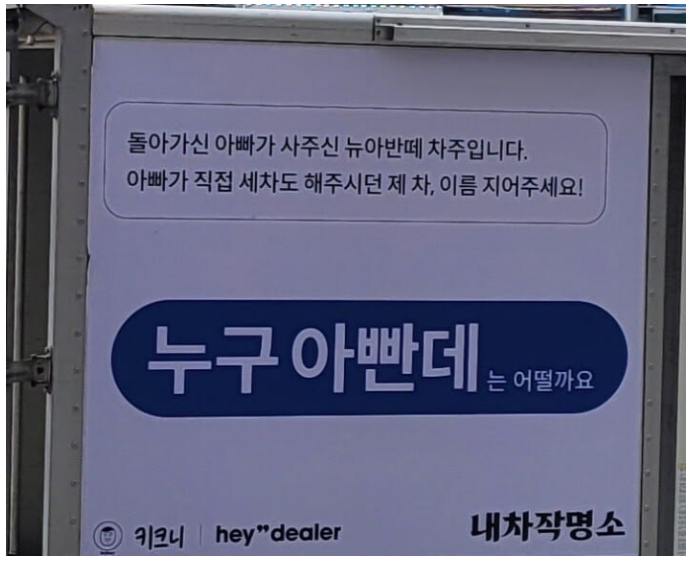 돌아가신 아빠가 사주신 뉴아반떼 차주입니다.
아빠가 직접 세차도 해주시던 제 차, 이름 지어주세요!
누구 아빤데는 어떨까요
키크니 | hey"dealer
내차작명소